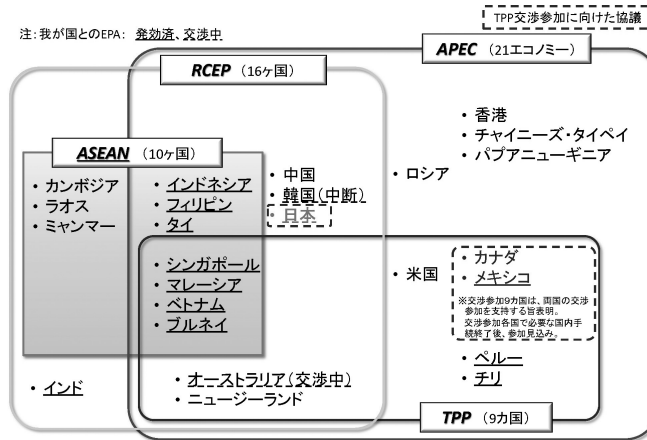 TPP交渉参加に向けた協議
注：我が国とのEPA： 発効済、交渉中
APEC （21エコノミー）
RCEP （16ヶ国）
・香港
・チャイニーズ・タイペイ
・パプアニューギニア
ASEAN （10ヶ国）
・カンボジア
・ラオス
・ミャンマー
・インドネシア
・フィリピン
・タイ
・中国
・韓国（中断）
・日本
・ロシア
・シンガポール
・マレーシア
・ベトナム
・ブルネイ
・米国
・カナダ
・メキシコ
※交渉参加9カ国は、両国の交渉
参加を支持する旨表明。
交渉参加各国で必要な国内手
続終了後、参加見込み。
・ペルー
・チリ
・インド
・オーストラリア（交渉中）
・ニュージーランド
TPP （9カ国）